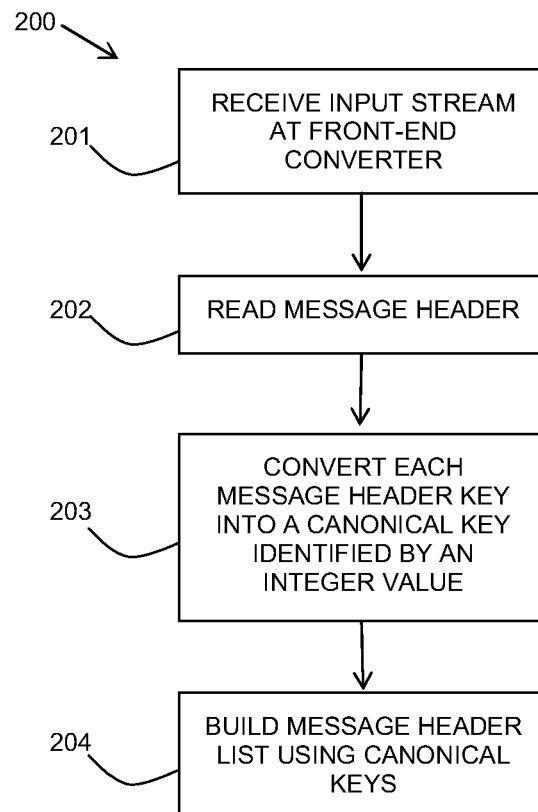 200
RECEIVE INPUT STREAM
AT FRONT-END
CONVERTER
201
READ MESSAGE HEADER
202
CONVERT EACH
MESSAGE HEADER KEY
INTO A CANONICAL KEY
IDENTIFIED BY AN
INTEGER VALUE
203
BUILD MESSAGE HEADER
LIST USING CANONICAL
KEYS
204